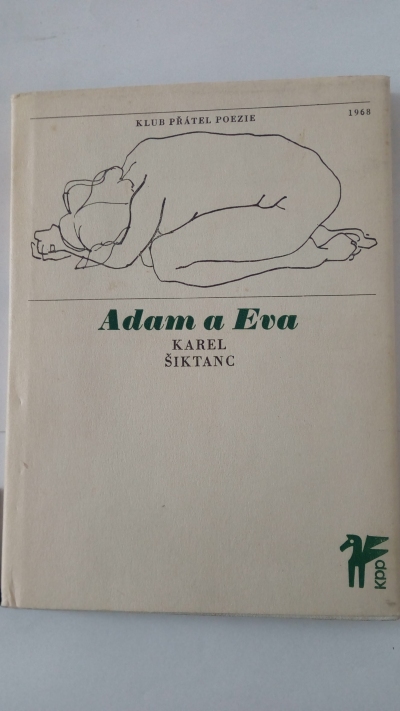 KLUB PŘÁTEL POEZIE 1968
Adam a Eva
KAREL
ŠIKTANC
kpp